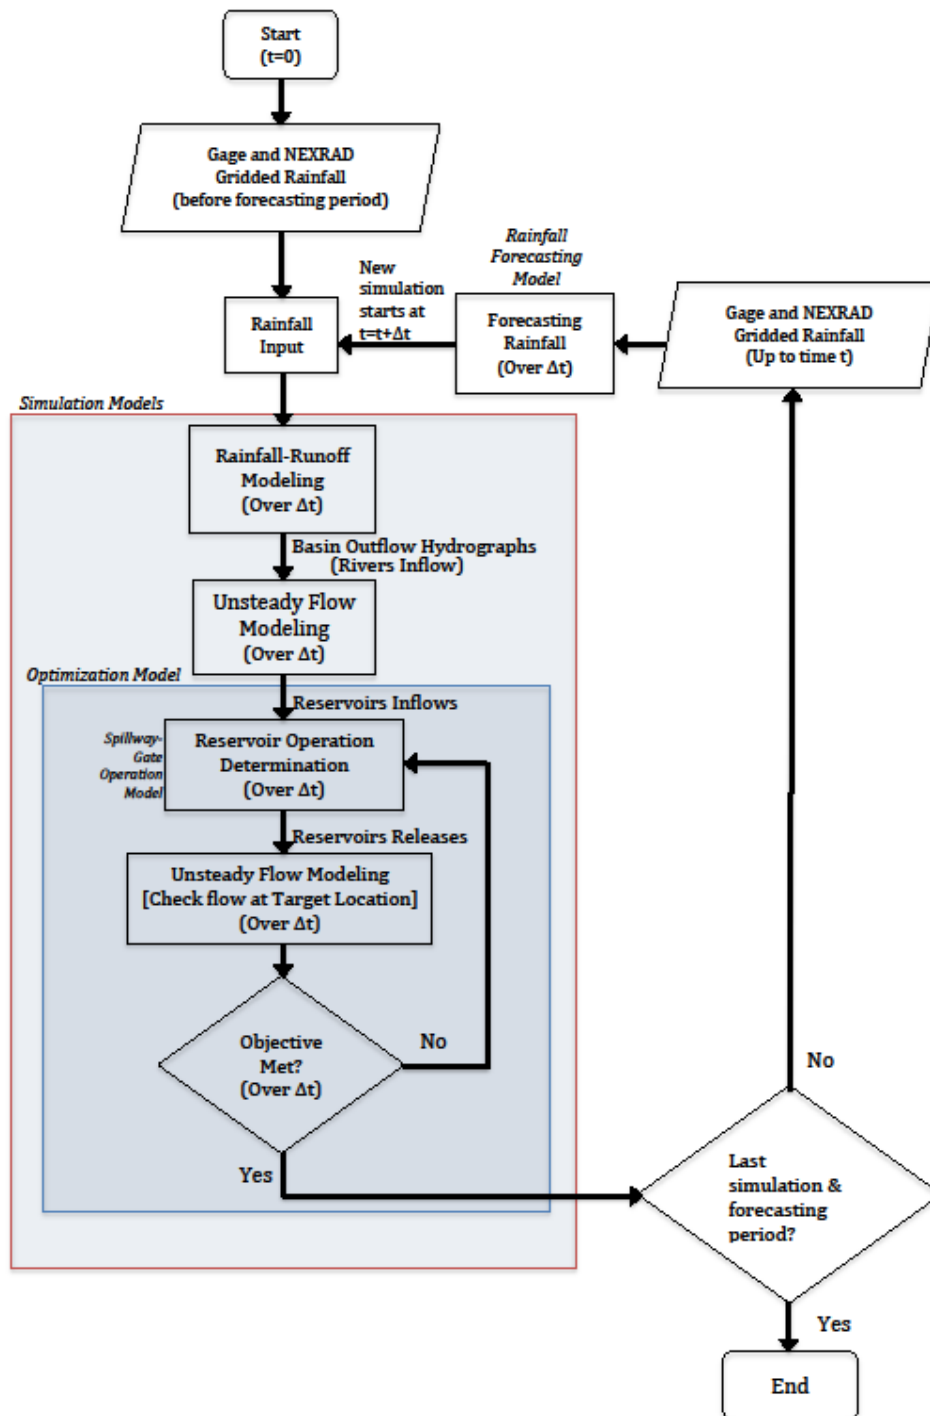 Start
(t=0)
Gage and NEXRAD
Gridded Rainfall
(before forecasting period)
Rainfall
Forecasting
Model
New
simulation
starts at
t=t+Δt
Rainfall
Input
Forecasting
Rainfall
(Over Δt)
Gage and NEXRAD
Gridded Rainfall
(Up to time t)
Simulation Models
Rainfall-Runoff
Modeling
(Over Δt)
Basin Outflow Hydrographs
(Rivers Inflow)
Unsteady Flow
Modeling
(Over Δt)
Optimization Model
Reservoirs Inflows
Spillway-
Gate
Operation
Model
Reservoir Operation
Determination
(Over Δt)
Reservoirs Releases
Unsteady Flow Modeling
[Check flow at Target Location]
(Over Δt)
Objective
Met?
(Over Δt)
No
Yes
No
Last
simulation &
forecasting
period?
Yes
End